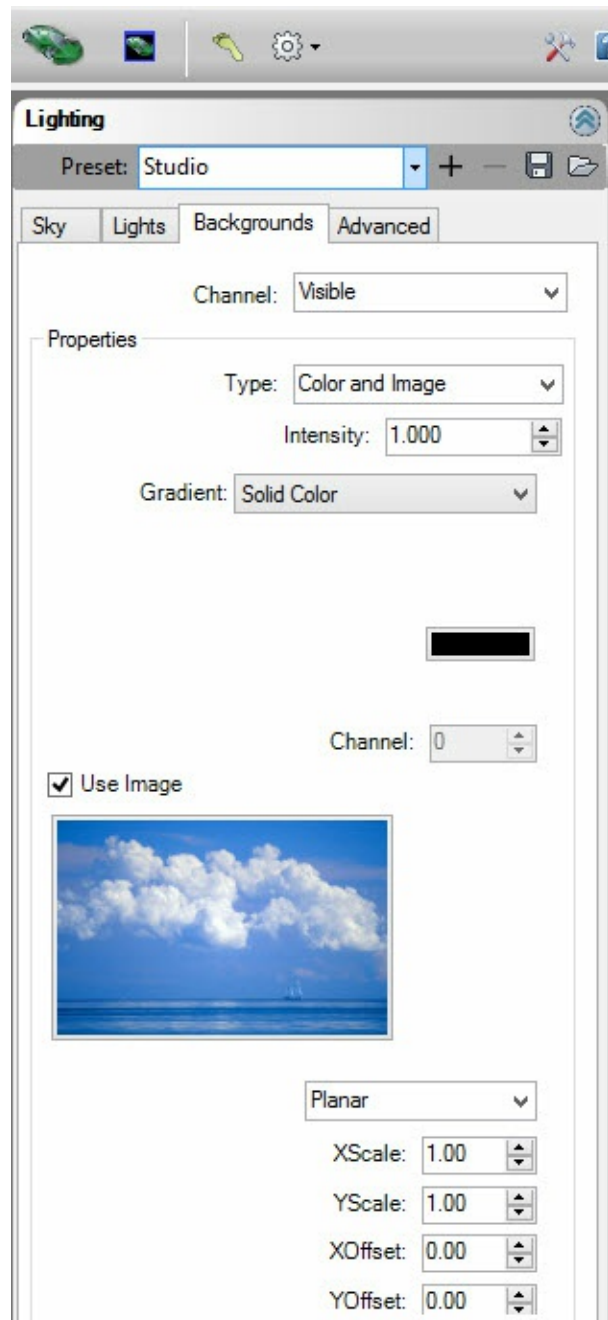 Lighting
Preset: Studio
Sky Lights Backgrounds Advanced
Channel: Visible
Properties
Type: Color and Image
Intensity: 1.000
Gradient: Solid Color
Channel: 0
Use Image
Planar
XScale: 1.00
YScale: 1.00
XOffset: 0.00
YOffset: 0.00